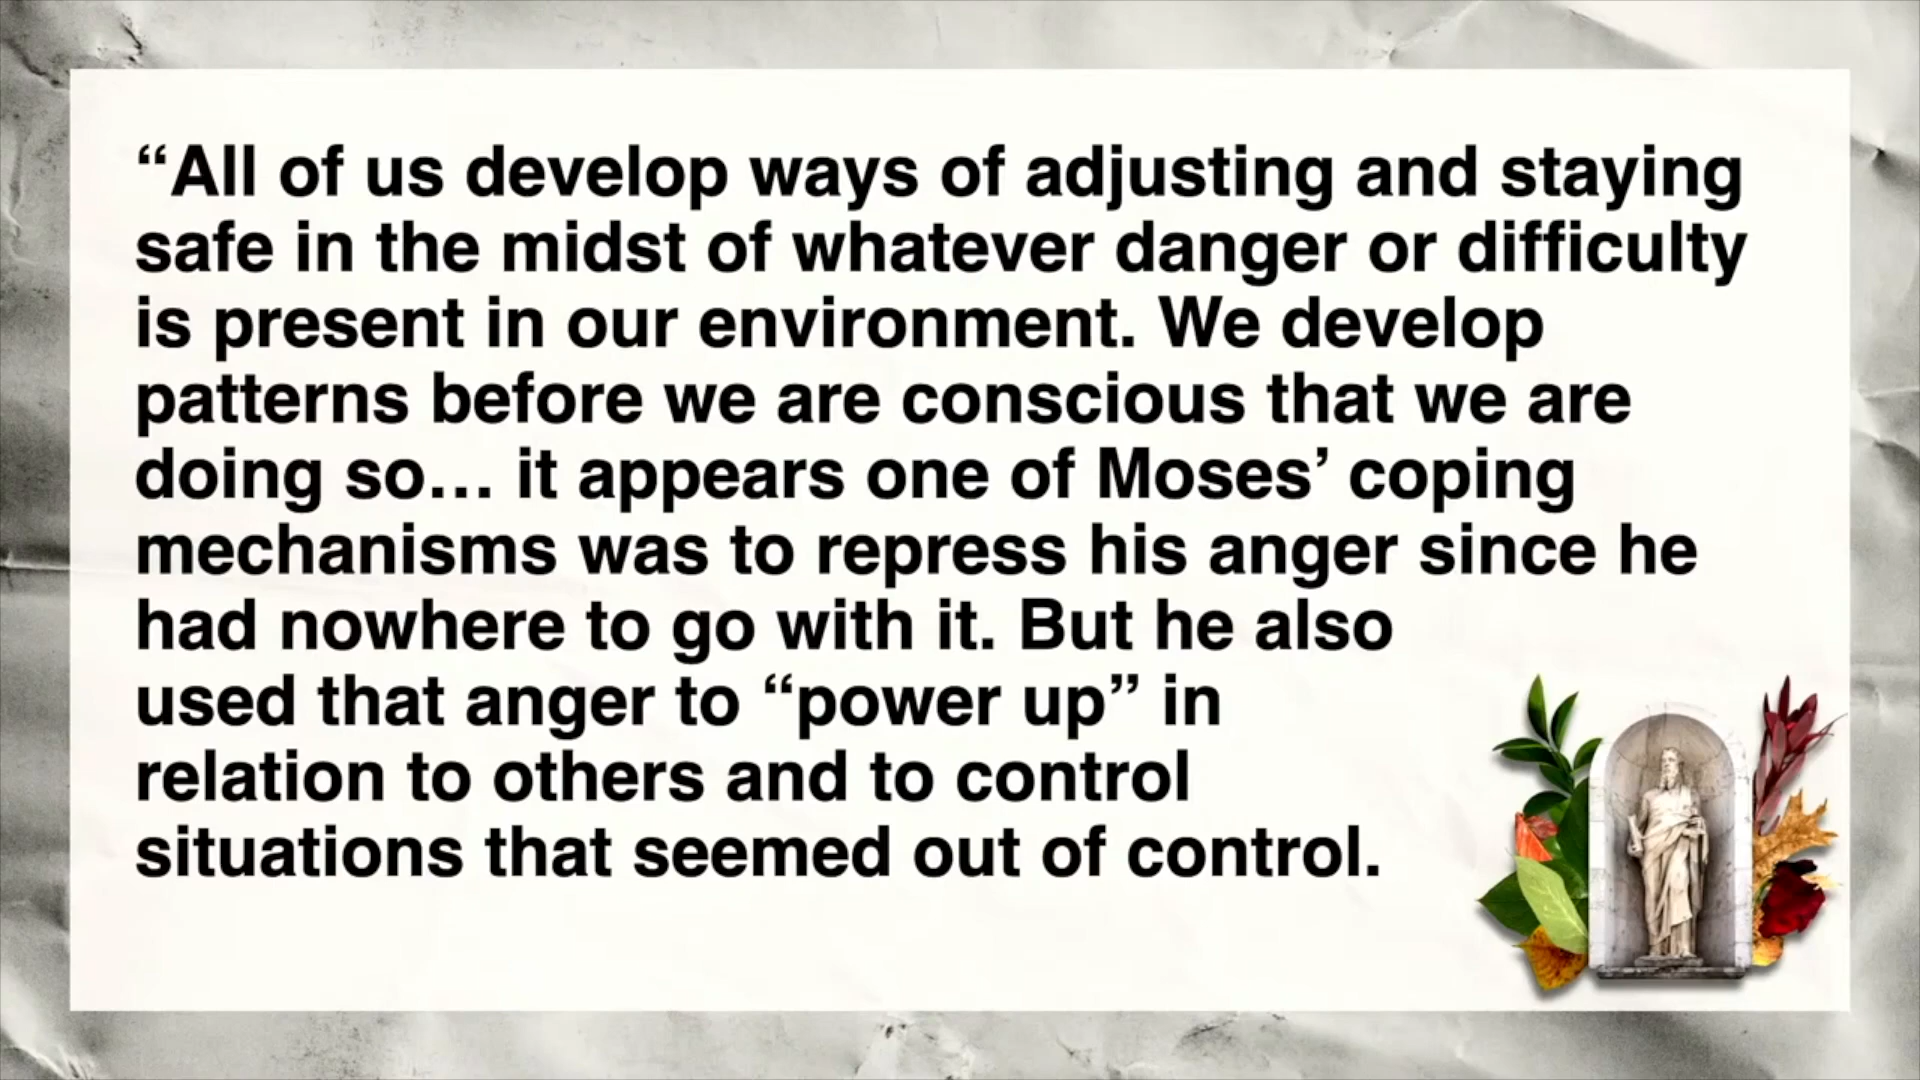 “All of us develop ways of adjusting and staying
safe in the midst of whatever danger or difficulty
is present in our environment. We develop
patterns before we are conscious that we are
doing so… it appears one of Moses’ coping
mechanisms was to repress his anger since he
had nowhere to go with it. But he also
used that anger to “power up” in
relation to others and to control
situations that seemed out of control.